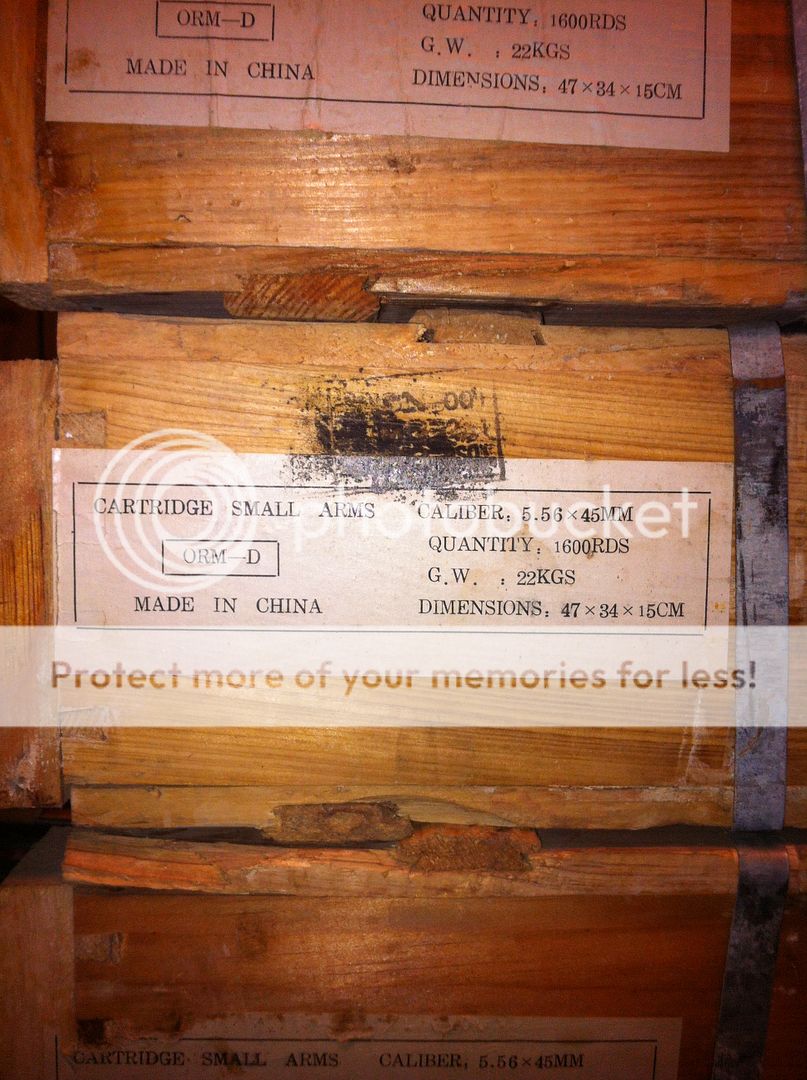 ORM—D QUANTITY: 1600RDS
G.W. : 22KGS
MADE IN CHINA DIMENSIONS: 47×34×15CM
CARTRIDGE SMALL ARMS CALIBER: 5.56×45MM
ORM—D QUANTITY: 1600RDS
G.W. : 22KGS
MADE IN CHINA DIMENSIONS: 47×34×15CM
photobucket
Protect more of your memories for less!
CARTRIDGE SMALL ARMS CALIBER: 5.56×45MM